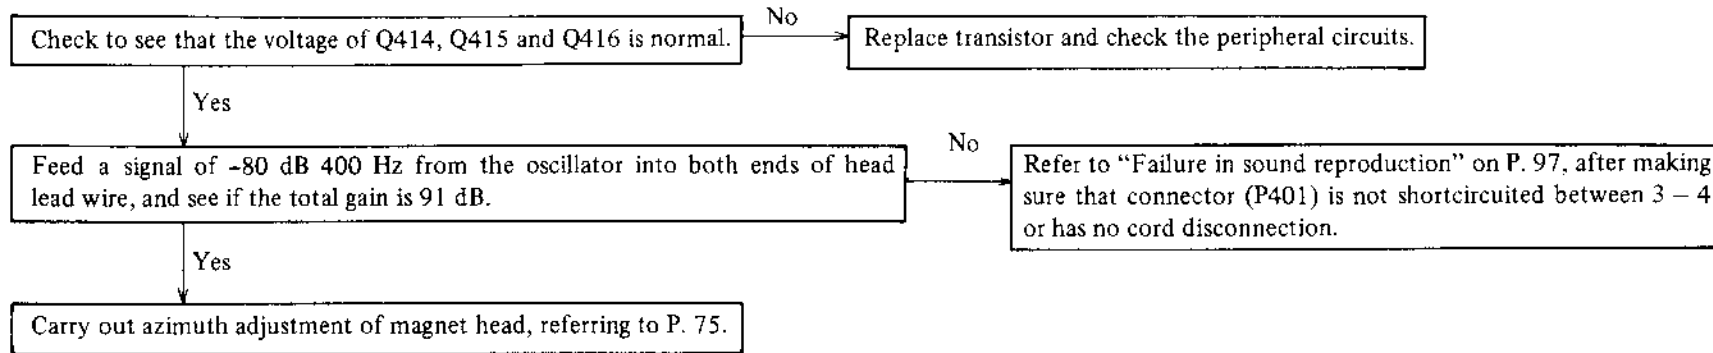 No
Check to see that the voltage of Q414, Q415 and Q416 is normal.
Replace transistor and check the peripheral circuits.
Yes
Feed a signal of -80 dB 400 Hz from the oscillator into both ends of head
lead wire, and see if the total gain is 91 dB.
No
Refer to “Failure in sound reproduction” on P. 97, after making
sure that connector (P401) is not shortcircuited between 3 – 4
or has no cord disconnection.
Yes
Carry out azimuth adjustment of magnet head, referring to P. 75.